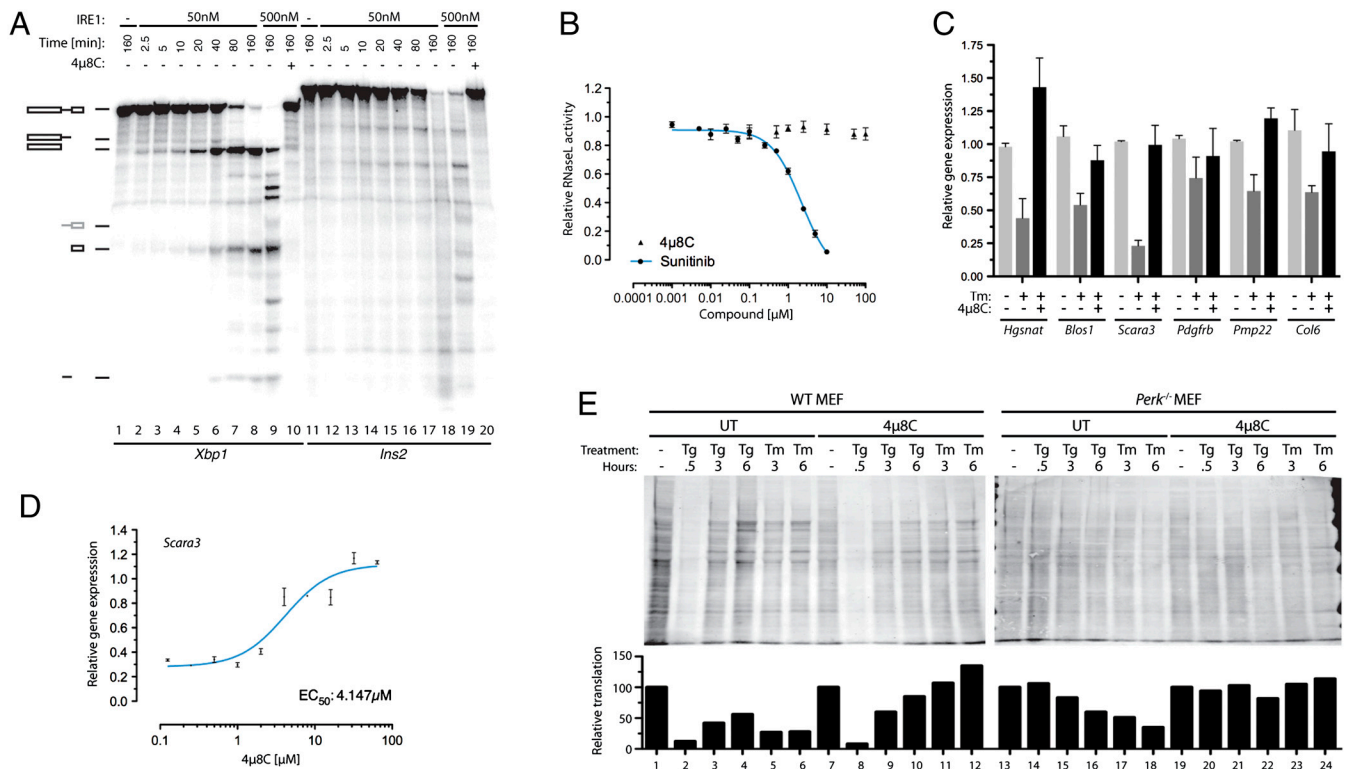 A
IRE1: - 50nM 500nM - 50nM 500nM
Time [min]: 160 2.5 5 10 20 40 80 160 160 160 160 2.5 5 10 20 40 80 160 160 160
4µ8C: - - - - - - - - - + - - - - - - - - - +
1 2 3 4 5 6 7 8 9 10 11 12 13 14 15 16 17 18 19 20
Xbp1 Ins2
B
Relative RNaseL activity
1.2
1.0
0.8
0.6
0.4
0.2
0.0
4µ8C
Sunitinib
0.0001 0.001 0.01 0.1 1 10 100
Compound [µM]
C
Relative gene expresssion
1.75
1.50
1.25
1.00
0.75
0.50
0.25
0.00
Tm: - + + - + + - + + - + + - + + - + +
4µ8C: - - + - - + - - + - - + - - + - - +
Hgsnat Blos1 Scara3 Pdgfrb Pmp22 Col6
D
Relative gene expresssion
1.4
1.2
1.0
0.8
0.6
0.4
0.2
0.0
Scara3
EC50: 4.147µM
0.1 1 10 100
4µ8C [µM]
E
WT MEF Perk-/- MEF
UT 4µ8C UT 4µ8C
Treatment: - Tg Tg Tg Tm Tm - Tg Tg Tg Tm Tm - Tg Tg Tg Tm Tm - Tg Tg Tg Tm Tm
Hours: - .5 3 6 3 6 - .5 3 6 3 6 - .5 3 6 3 6 - .5 3 6 3 6
Relative translation
150
100
50
0
1 2 3 4 5 6 7 8 9 10 11 12 13 14 15 16 17 18 19 20 21 22 23 24